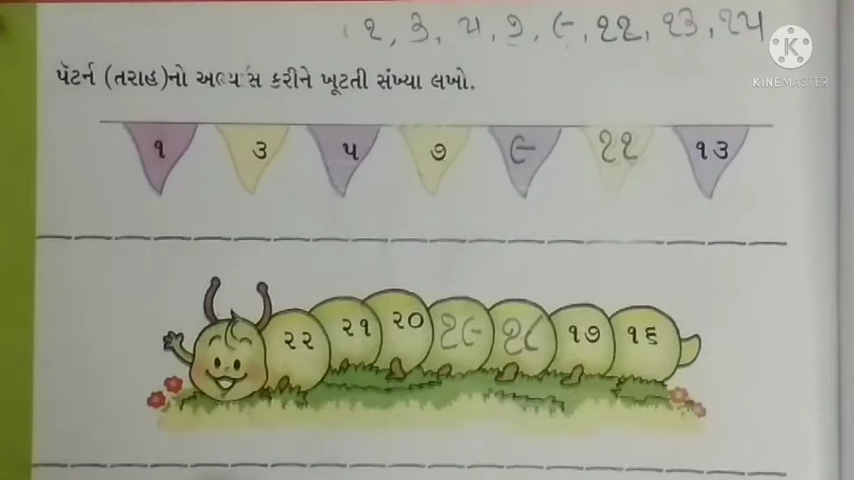 ૧, ૩, ૫, ૭, ૯, ૧૧, ૧૩, ૧૫
KINEMASTER
પૅટર્ન (તરાહ)નો અભ્યાસ કરીને ખૂટતી સંખ્યા લખો.
૧ ૩ ૫ ૭ ૯ ૧૧ ૧૩
૨૨ ૨૧ ૨૦ ૧૯ ૧૮ ૧૭ ૧૬